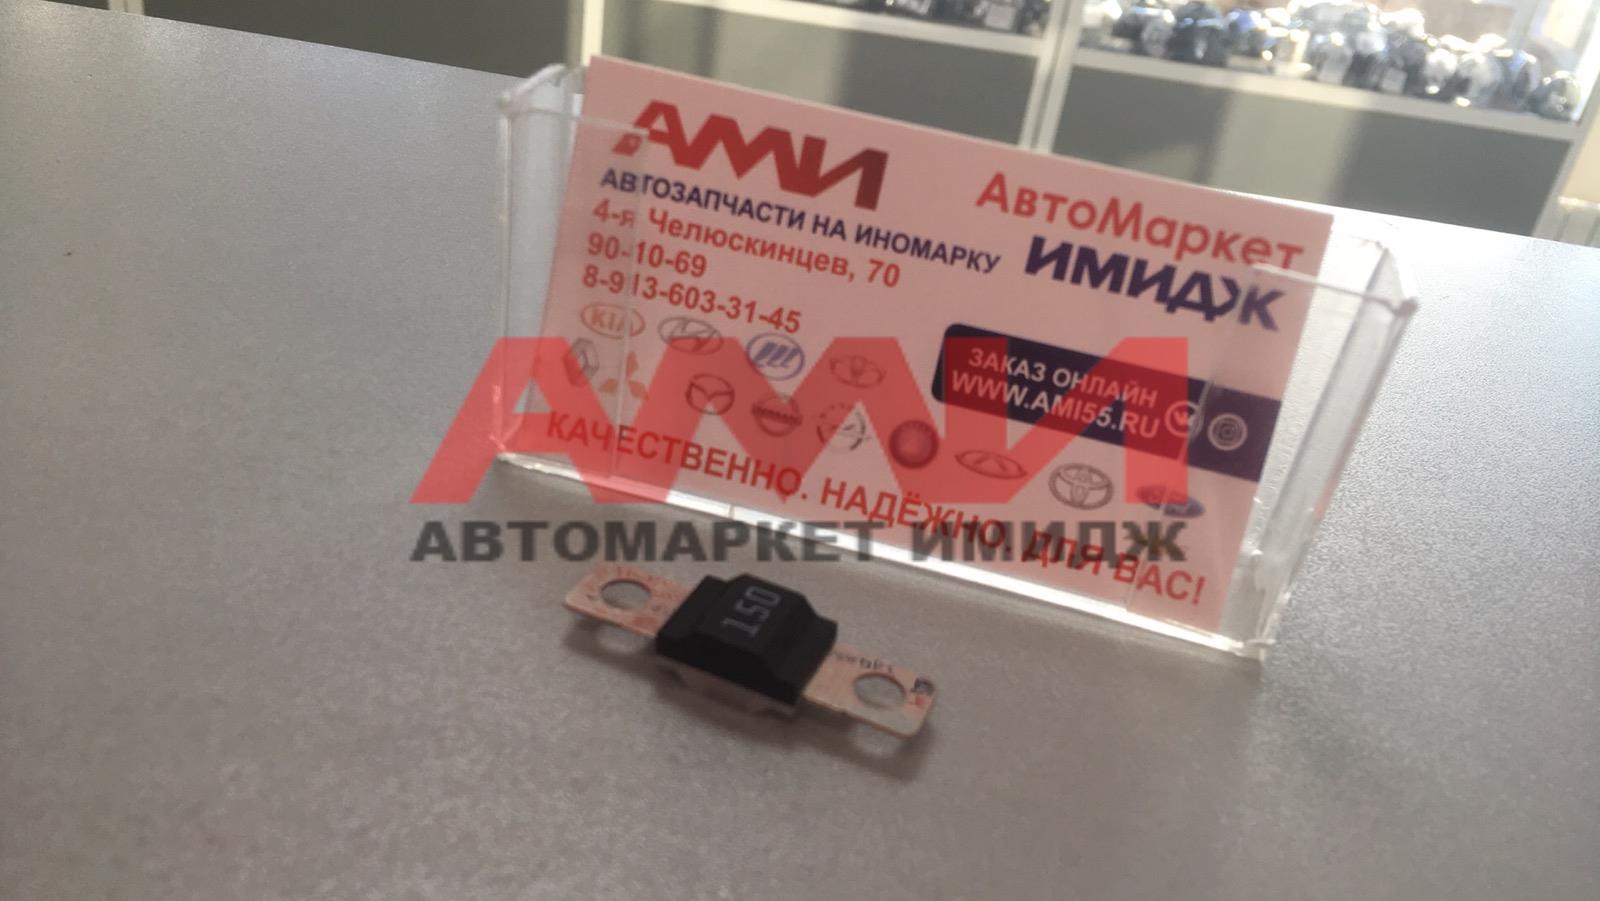 АМИ
АВТОЗАПЧАСТИ НА ИНОМАРКУ
4-я Челюскинцев, 70
90-10-69
8-913-603-31-45
АвтоМаркет
ИМИДЖ
ЗАКАЗ ОНЛАЙН
WWW.AMI55.RU
KIA
КАЧЕСТВЕННО. НАДЁЖНО. ДЛЯ ВАС!
АМИ
АВТОМАРКЕТ ИМИДЖ
150